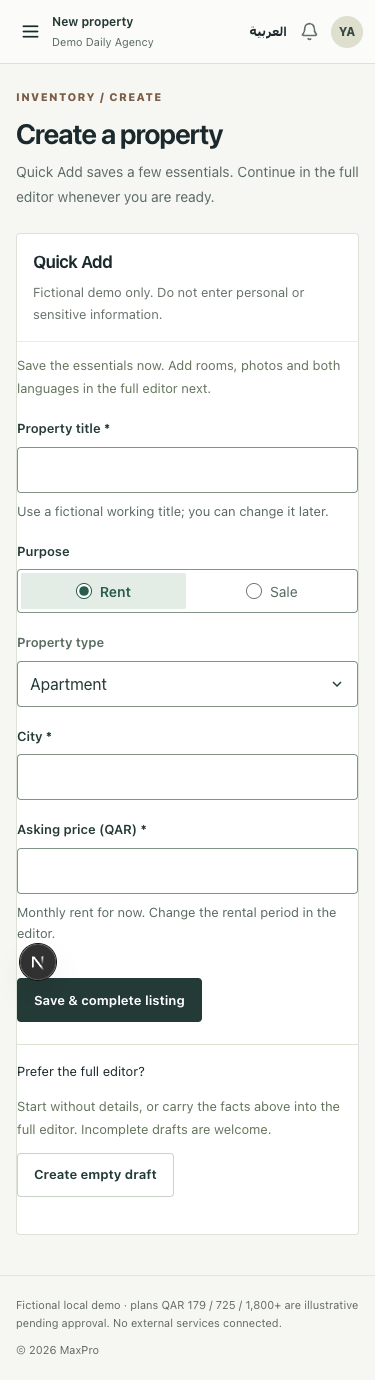 New property
Demo Daily Agency
العربية
YA
INVENTORY / CREATE
Create a property
Quick Add saves a few essentials. Continue in the full
editor whenever you are ready.
Quick Add
Fictional demo only. Do not enter personal or
sensitive information.
Save the essentials now. Add rooms, photos and both
languages in the full editor next.
Property title *
Use a fictional working title; you can change it later.
Purpose
Rent
Sale
Property type
Apartment
City *
Asking price (QAR) *
Monthly rent for now. Change the rental period in the
editor.
N
Save & complete listing
Prefer the full editor?
Start without details, or carry the facts above into the
full editor. Incomplete drafts are welcome.
Create empty draft
Fictional local demo · plans QAR 179 / 725 / 1,800+ are illustrative
pending approval. No external services connected.
© 2026 MaxPro